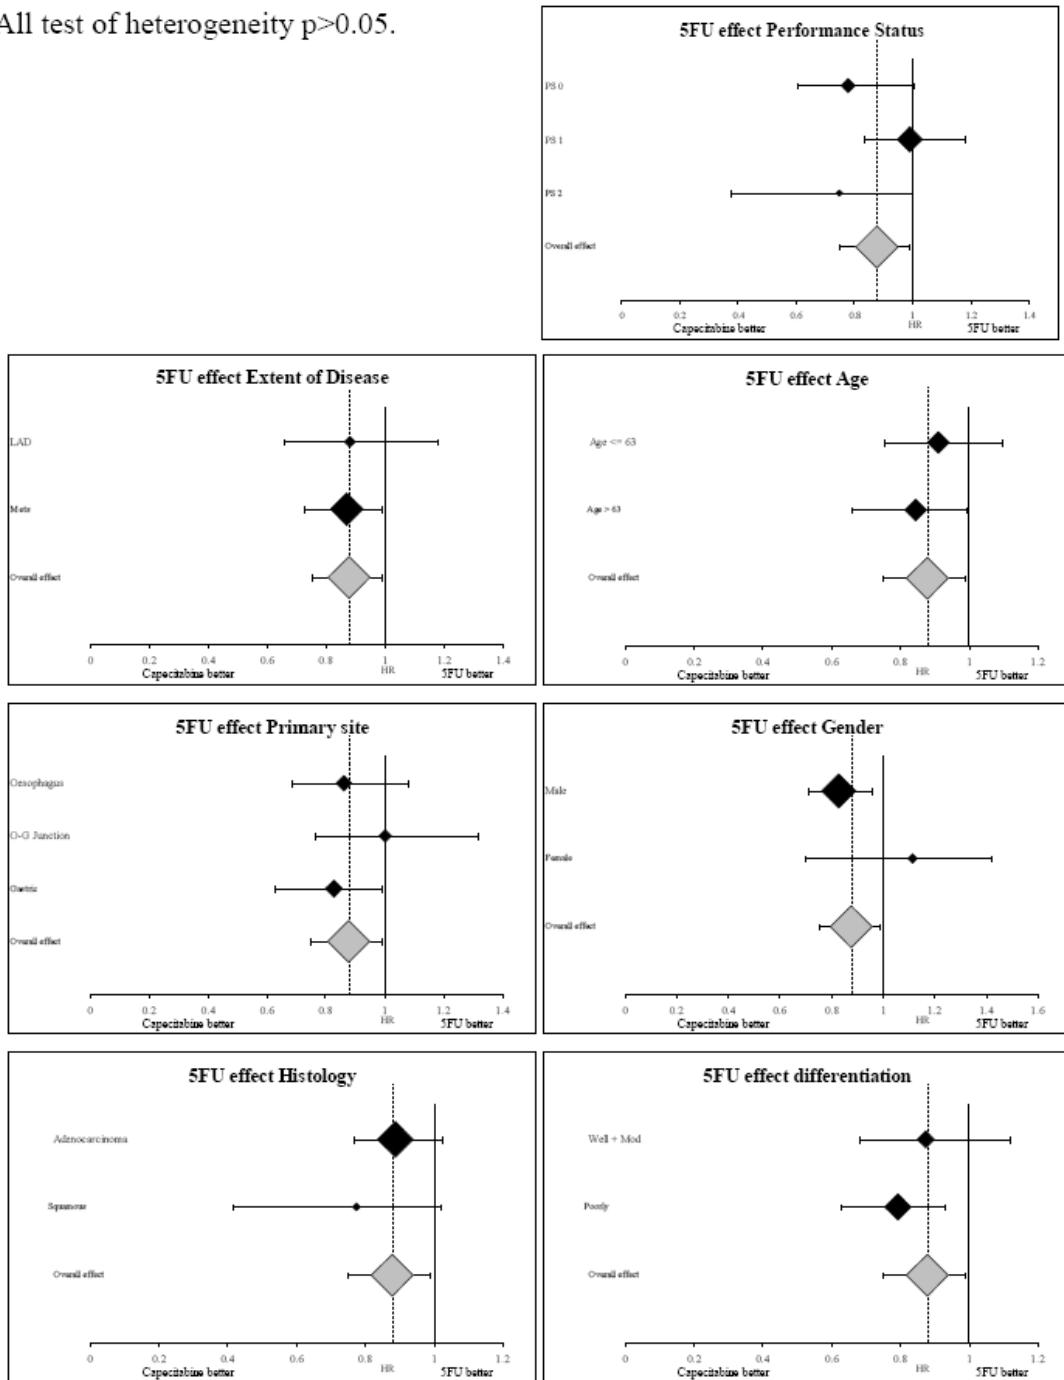 All test of heterogeneity p>0.05.
5FU effect Performance Status
PS 0
PS 1
PS 2
Overall effect
0 0.2 0.4 0.6 0.8 1 1.2 1.4
Capecitabine better HR 5FU better
5FU effect Extent of Disease
LAD
Mets
Overall effect
0 0.2 0.4 0.6 0.8 1 1.2 1.4
Capecitabine better HR 5FU better
5FU effect Age
Age <= 63
Age > 63
Overall effect
0 0.2 0.4 0.6 0.8 1 1.2
Capecitabine better HR 5FU better
5FU effect Primary site
Oesophagus
O-G Junction
Gastric
Overall effect
0 0.2 0.4 0.6 0.8 1 1.2 1.4
Capecitabine better HR 5FU better
5FU effect Gender
Male
Female
Overall effect
0 0.2 0.4 0.6 0.8 1 1.2 1.4 1.6
Capecitabine better HR 5FU better
5FU effect Histology
Adenocarcinoma
Squamous
Overall effect
0 0.2 0.4 0.6 0.8 1 1.2
Capecitabine better HR 5FU better
5FU effect differentiation
Well + Mod
Poorly
Overall effect
0 0.2 0.4 0.6 0.8 1 1.2
Capecitabine better HR 5FU better